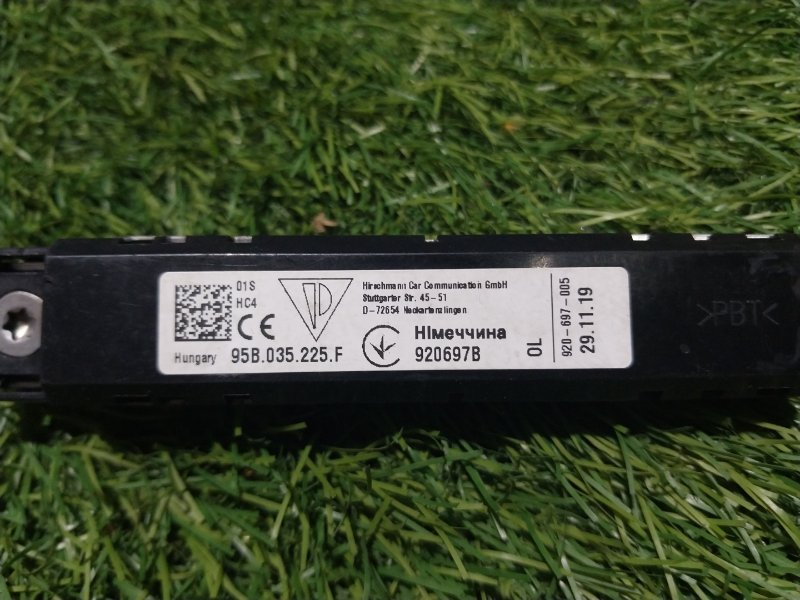 01S
HC4
CE
Hungary 95B.035.225.F
Hirschmann Car Communication GmbH
Stuttgarter Str. 45-51
D-72654 Neckartenzlingen
Німеччина
920697B
OL
920-697-005
29.11.19
>PBT<